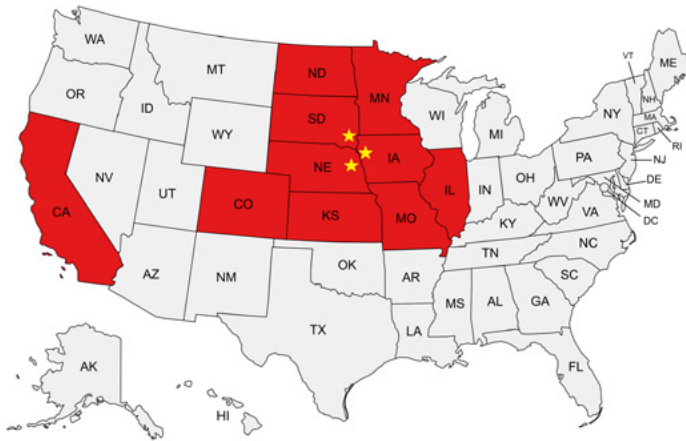 WA
MT
ND
MN
OR
ID
WY
SD
WI
MI
NY
VT
NH
ME
MA
CT
RI
CA
NV
UT
CO
NE
KS
IA
MO
IL
IN
OH
PA
NJ
DE
MD
DC
WV
VA
KY
AZ
NM
OK
AR
TN
NC
SC
TX
LA
MS
AL
GA
FL
AK
HI